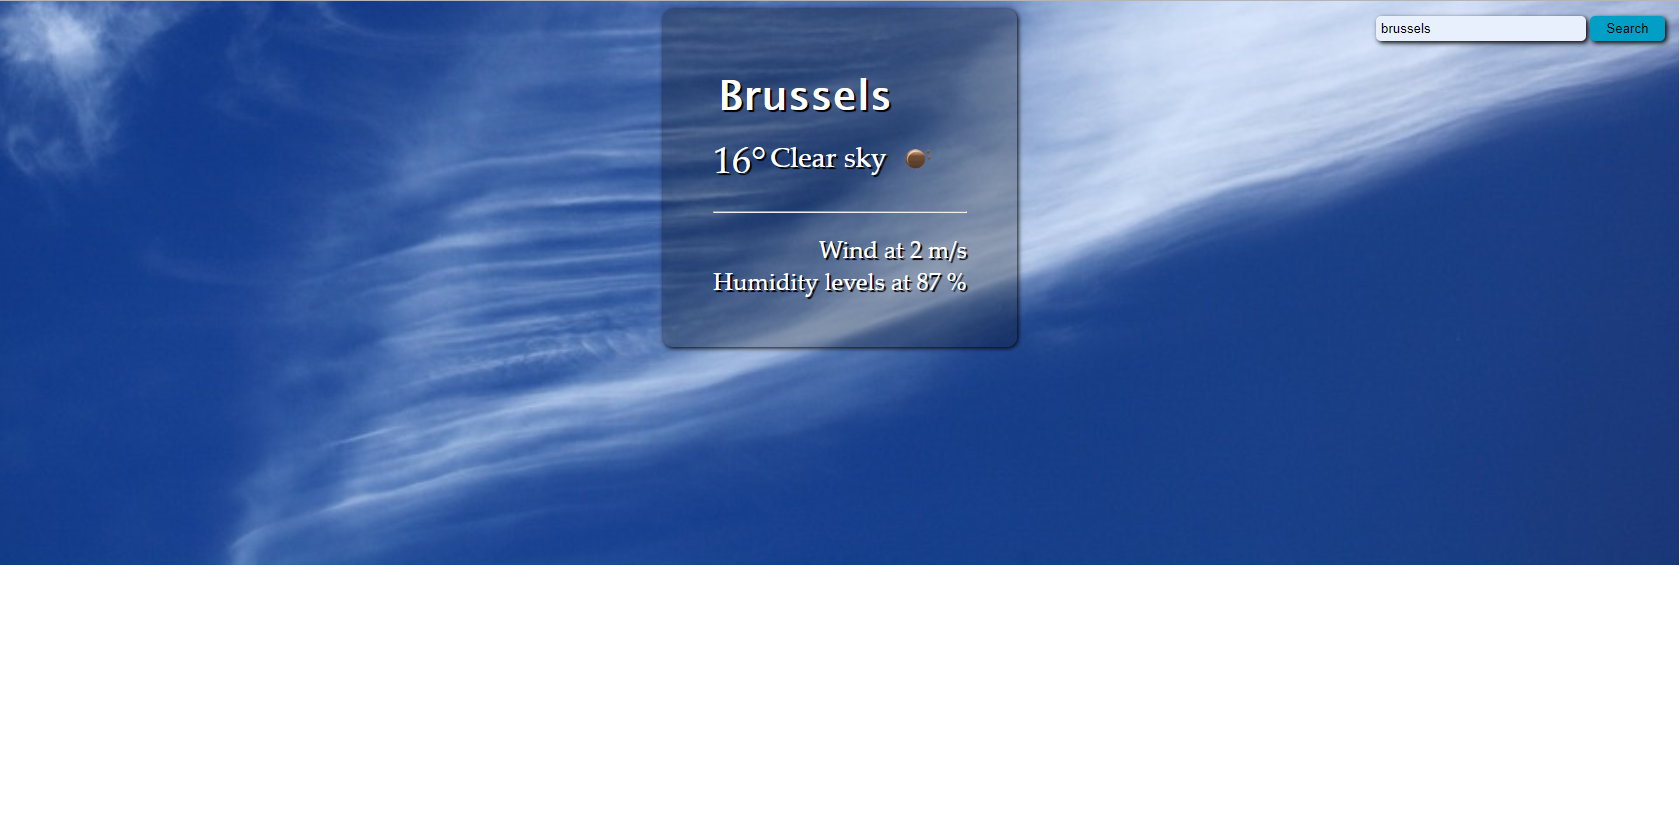 brussels Search
Brussels
16° Clear sky
Wind at 2 m/s
Humidity levels at 87 %